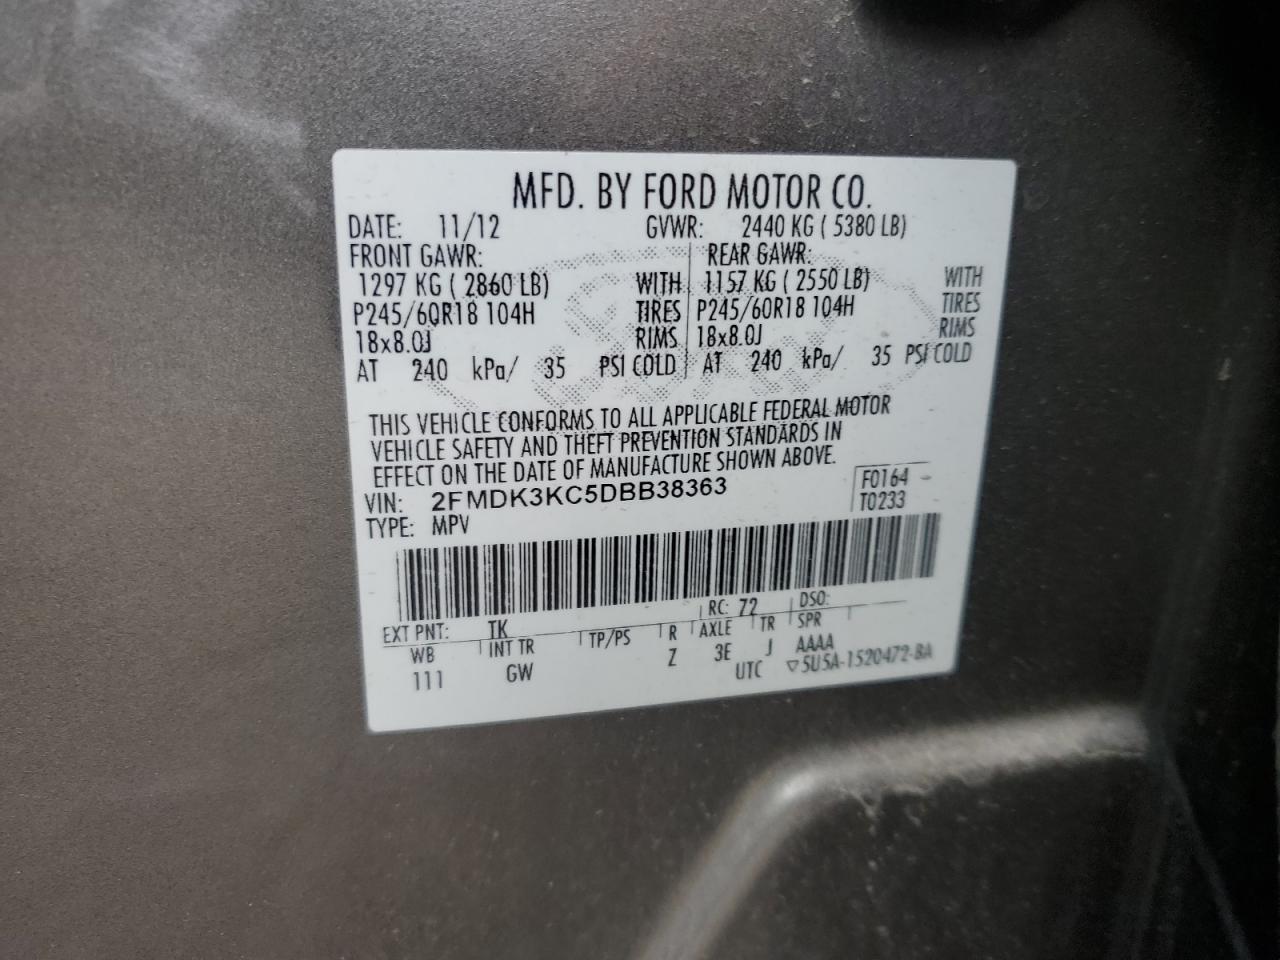 MFD. BY FORD MOTOR CO.
DATE: 11/12 GVWR: 2440 KG ( 5380 LB)
FRONT GAWR: REAR GAWR:
1297 KG ( 2860 LB) WITH 1157 KG ( 2550 LB) WITH
P245/60R18 104H TIRES P245/60R18 104H TIRES
18x8.0J RIMS 18x8.0J RIMS
AT 240 kPa/ 35 PSI COLD AT 240 kPa/ 35 PSI COLD
THIS VEHICLE CONFORMS TO ALL APPLICABLE FEDERAL MOTOR
VEHICLE SAFETY AND THEFT PREVENTION STANDARDS IN
EFFECT ON THE DATE OF MANUFACTURE SHOWN ABOVE.
VIN: 2FMDK3KC5DBB38363 F0164
TYPE: MPV T0233
EXT PNT: TK RC: 72 DSO:
WB INT TR TP/PS R AXLE TR SPR
111 GW Z 3E J AAAA
UTC ▽5U5A-1520472-BA